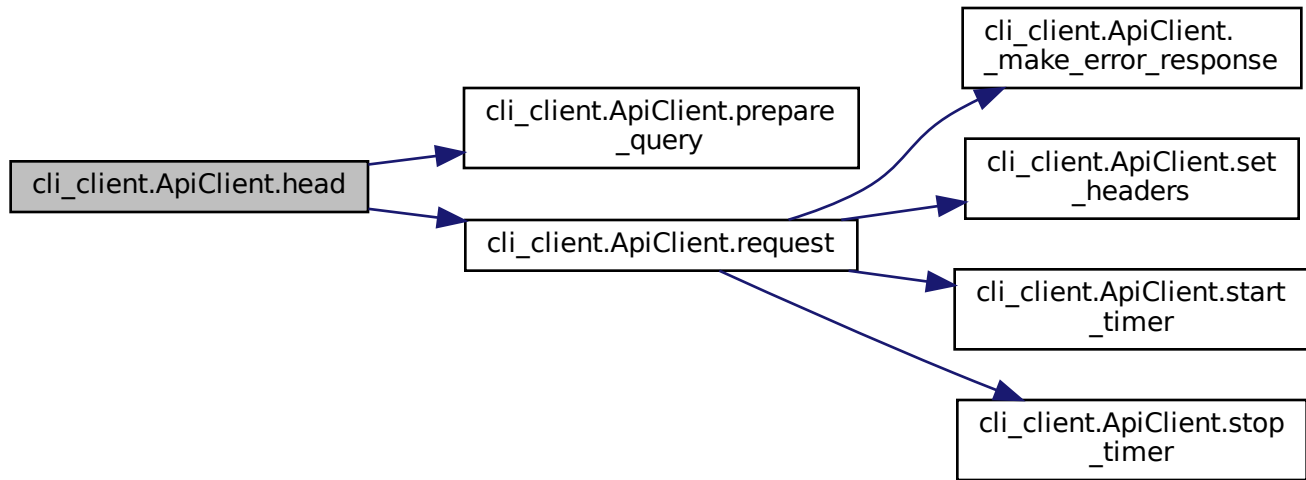 cli_client.ApiClient.head
cli_client.ApiClient.prepare
_query
cli_client.ApiClient.request
cli_client.ApiClient.
_make_error_response
cli_client.ApiClient.set
_headers
cli_client.ApiClient.start
_timer
cli_client.ApiClient.stop
_timer